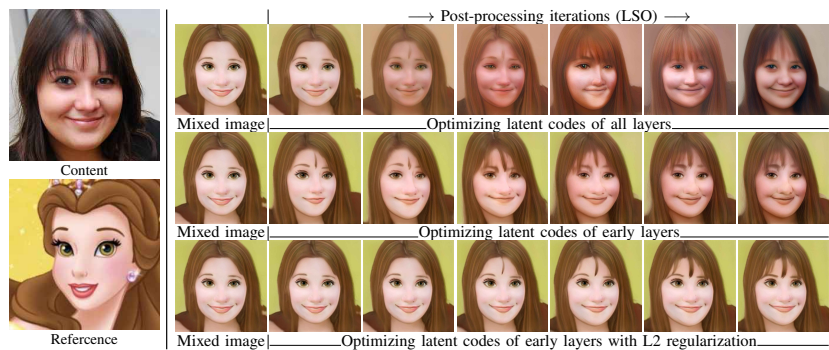 Content
Refercence
⟶ Post-processing iterations (LSO) ⟶
Mixed image| Optimizing latent codes of all layers
Mixed image| Optimizing latent codes of early layers
Mixed image| Optimizing latent codes of early layers with L2 regularization